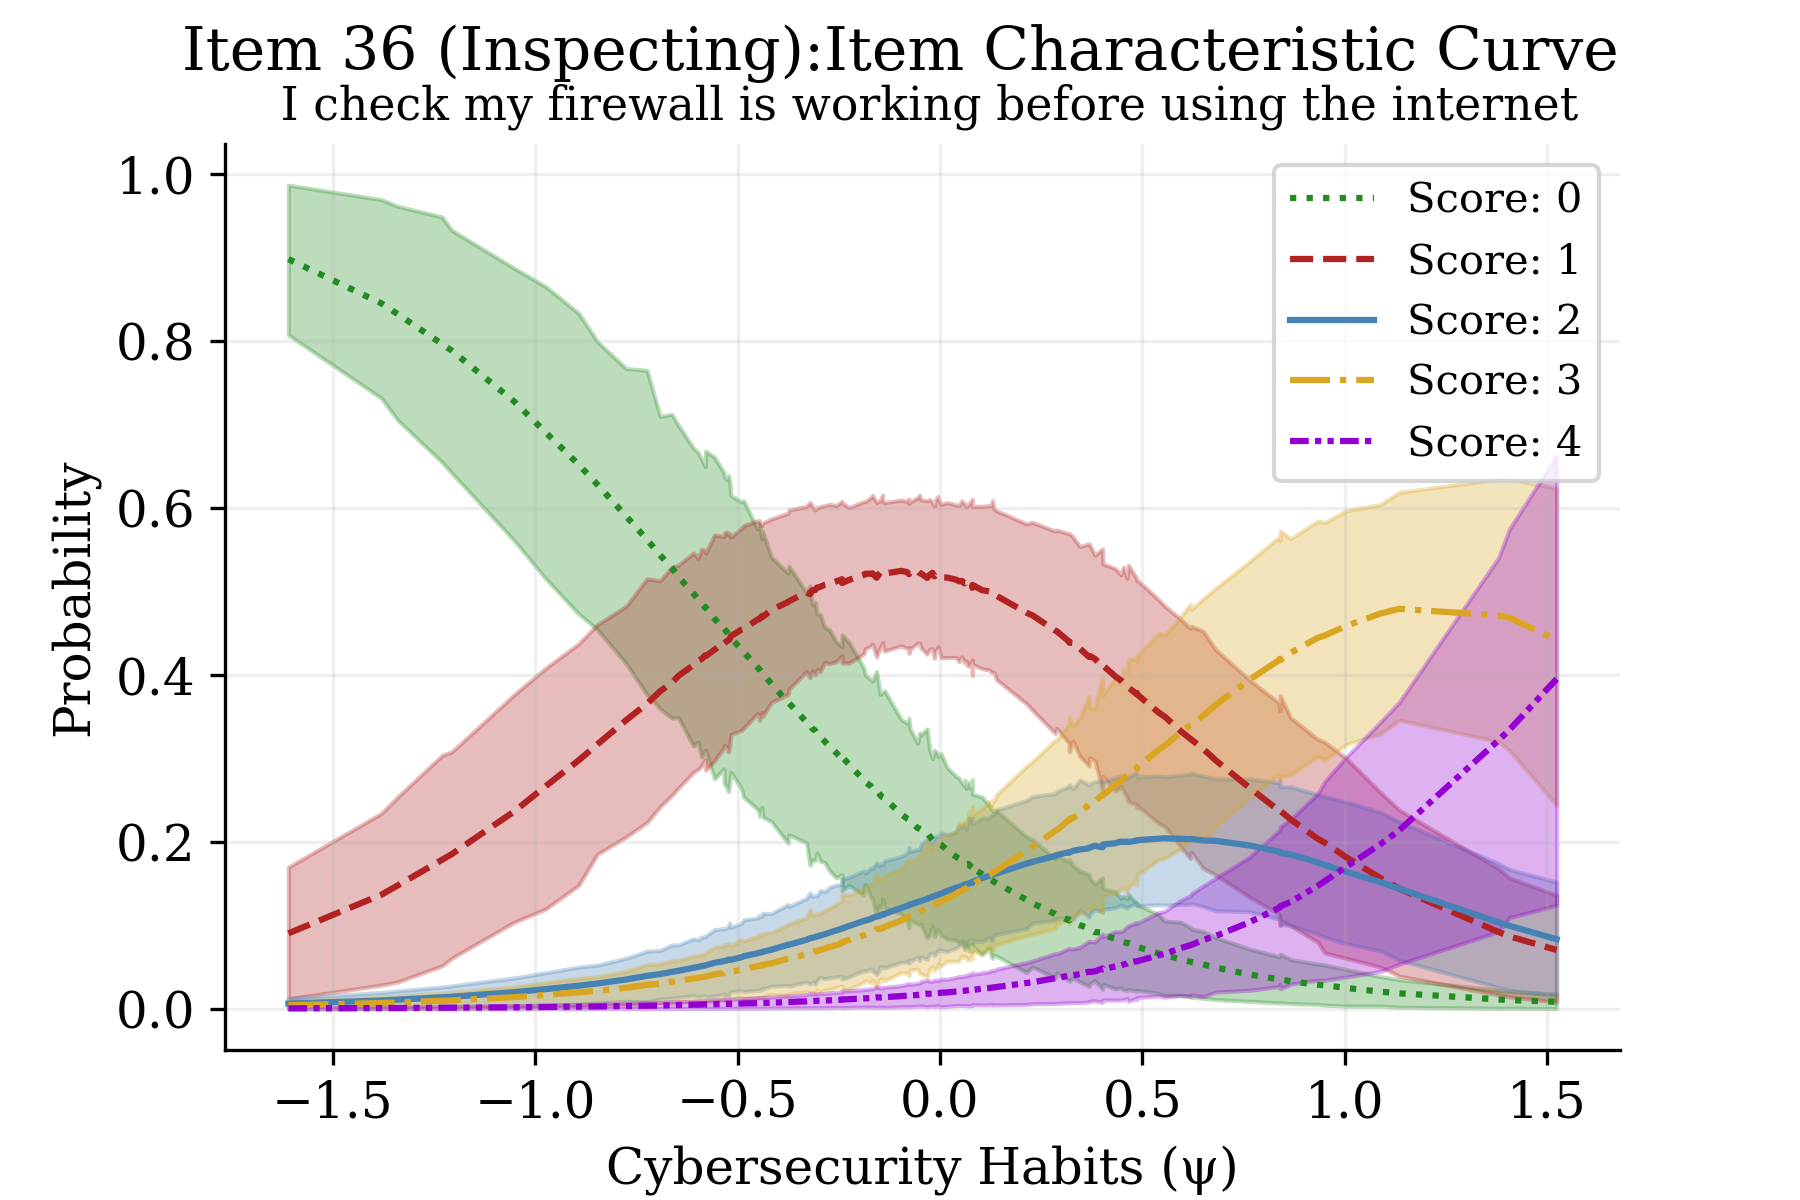 Item 36 (Inspecting):Item Characteristic Curve
I check my firewall is working before using the internet
Probability
1.0
0.8
0.6
0.4
0.2
0.0
Score: 0
Score: 1
Score: 2
Score: 3
Score: 4
−1.5 −1.0 −0.5 0.0 0.5 1.0 1.5
Cybersecurity Habits (ψ)